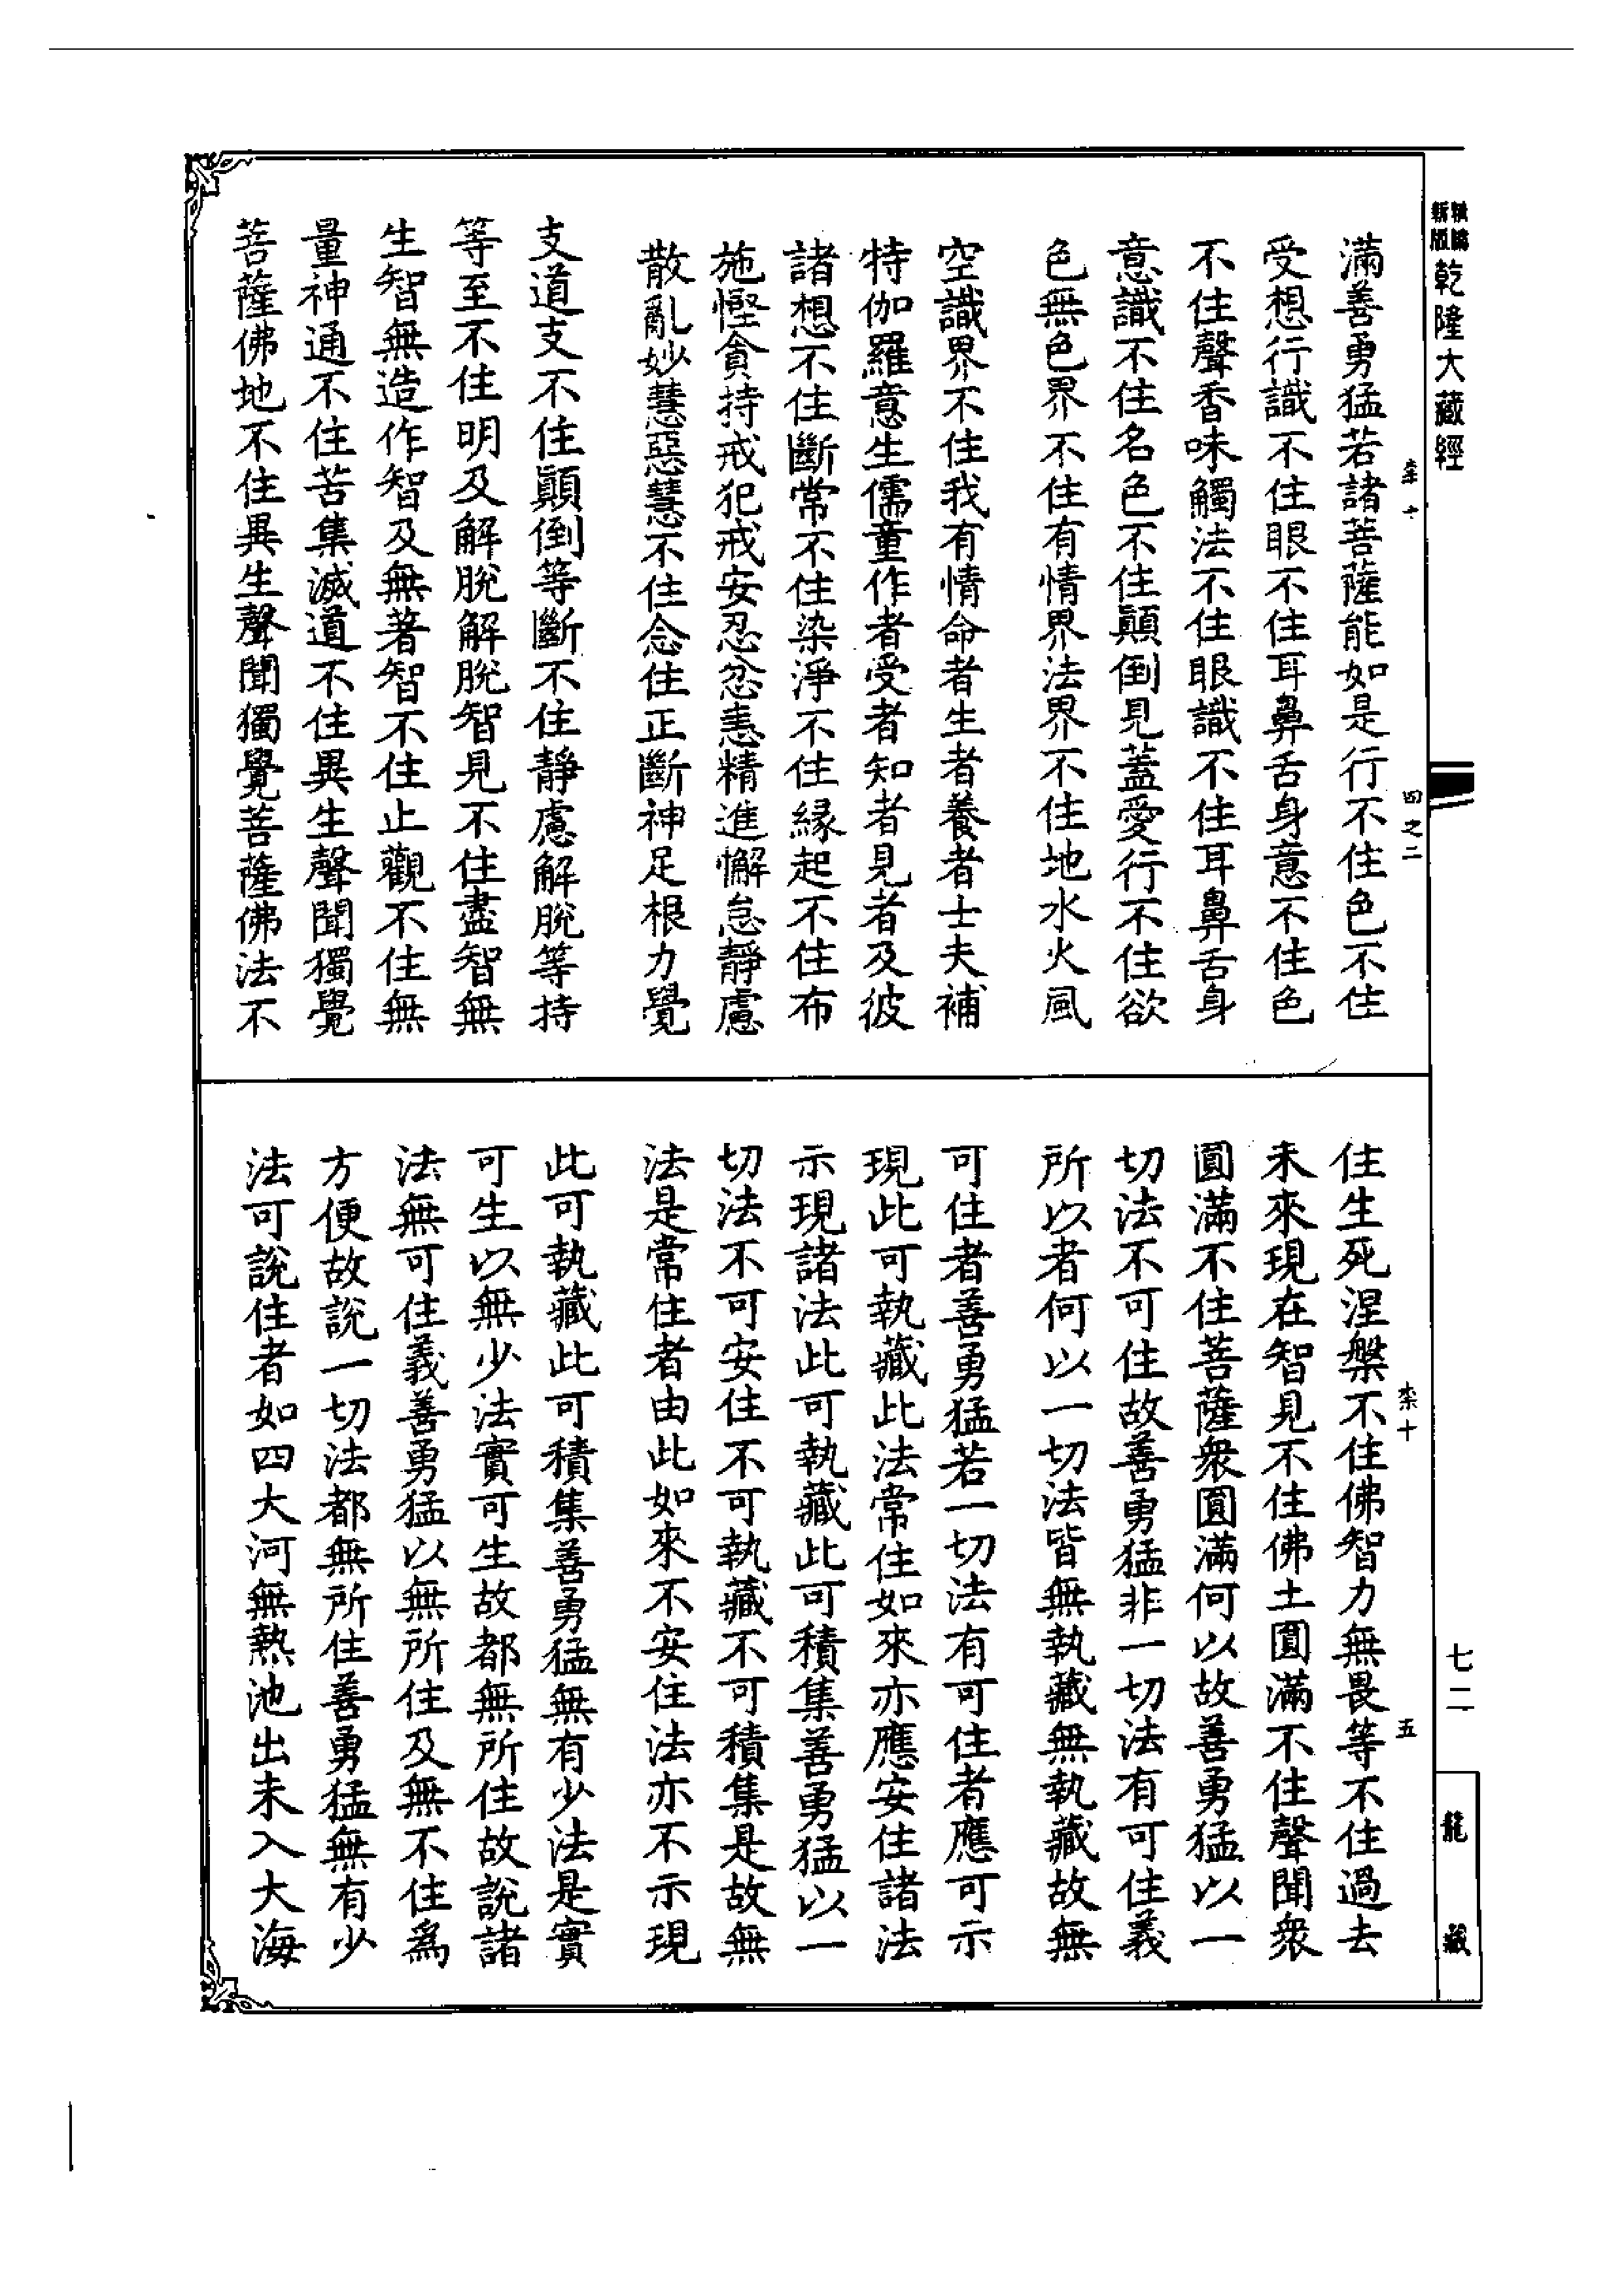 新版
精縮
乾隆大藏經
柰十
四之二
滿善勇猛若諸菩薩能如是行不住色不住
受想行識不住眼不住耳鼻舌身意不住色
不住聲香味觸法不住眼識不住耳鼻舌身
意識不住名色不住顛倒見蓋愛行不住欲
色無色界不住有情界法界不住地水火風
空識界不住我有情命者生者養者士夫補
特伽羅意生儒童作者受者知者見者及彼
諸想不住斷常不住染淨不住緣起不住布
施慳貪持戒犯戒安忍忿恚精進懈怠靜慮
散亂妙慧惡慧不住念住正斷神足根力覺
支道支不住顛倒等斷不住靜慮解脫等持
等至不住明及解脫解脫智見不住盡智無
生智無造作智及無著智不住止觀不住無
量神通不住苦集滅道不住異生聲聞獨覺
菩薩佛地不住異生聲聞獨覺菩薩佛法不
柰十
五
住生死涅槃不住佛智力無畏等不住過去
未來現在智見不住佛土圓滿不住聲聞衆
圓滿不住菩薩衆圓滿何以故善勇猛以一
切法不可住故善勇猛非一切法有可住義
所以者何以一切法皆無執藏無執藏故無
可住者善勇猛若一切法有可住者應可示
現此可執藏此法常住如來亦應安住諸法
示現諸法此可執藏此可積集善勇猛以一
切法不可安住不可執藏不可積集是故無
法是常住者由此如來不安住法亦不示現
此可執藏此可積集善勇猛無有少法是實
可生以無少法實可生故都無所住故說諸
法無可住義善勇猛以無所住及無不住為
方便故說一切法都無所住善勇猛無有少
法可說住者如四大河無熱池出未入大海
七二
龍藏